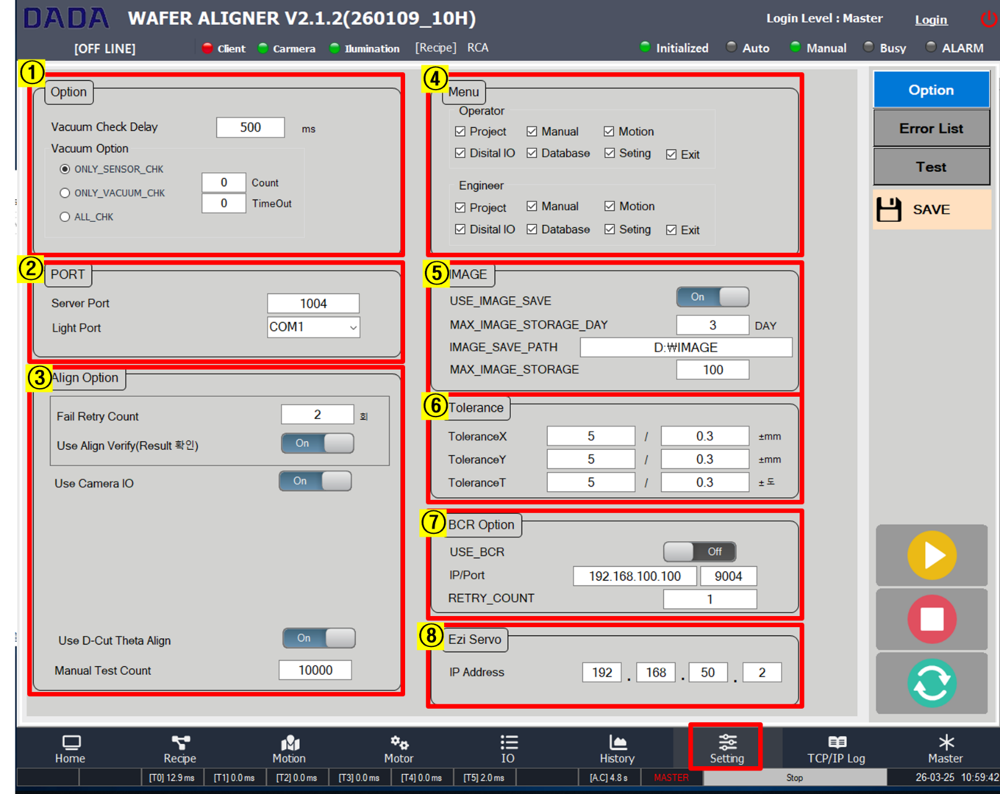 DADA WAFER ALIGNER V2.1.2(260109_10H) Login Level : Master Login
[OFF LINE] Client Carmera Ilumination [Recipe] RCA Initialized Auto Manual Busy ALARM
①
Option
Vacuum Check Delay 500 ms
Vacuum Option
ONLY_SENSOR_CHK
0 Count
ONLY_VACUUM_CHK
0 TimeOut
ALL_CHK
②
PORT
Server Port 1004
Light Port COM1
③
Align Option
Fail Retry Count 2 회
Use Align Verify(Result 확인) On
Use Camera IO On
Use D-Cut Theta Align On
Manual Test Count 10000
④
Menu
Operator
Project Manual Motion
Disital IO Database Seting Exit
Engineer
Project Manual Motion
Disital IO Database Seting Exit
⑤
IMAGE
USE_IMAGE_SAVE On
MAX_IMAGE_STORAGE_DAY 3 DAY
IMAGE_SAVE_PATH D:₩IMAGE
MAX_IMAGE_STORAGE 100
⑥
Tolerance
ToleranceX 5 / 0.3 ±mm
ToleranceY 5 / 0.3 ±mm
ToleranceT 5 / 0.3 ± 도
⑦
BCR Option
USE_BCR Off
IP/Port 192.168.100.100 9004
RETRY_COUNT 1
⑧
Ezi Servo
IP Address 192 . 168 . 50 . 2
Option
Error List
Test
SAVE
Home Recipe Motion Motor IO History Setting TCP/IP Log Master
[T0] 12.9 ms [T1] 0.0 ms [T2] 0.0 ms [T3] 0.0 ms [T4] 0.0 ms [T5] 2.0 ms [A.C] 4.8 s MASTER Stop 26-03-25 10:59:42